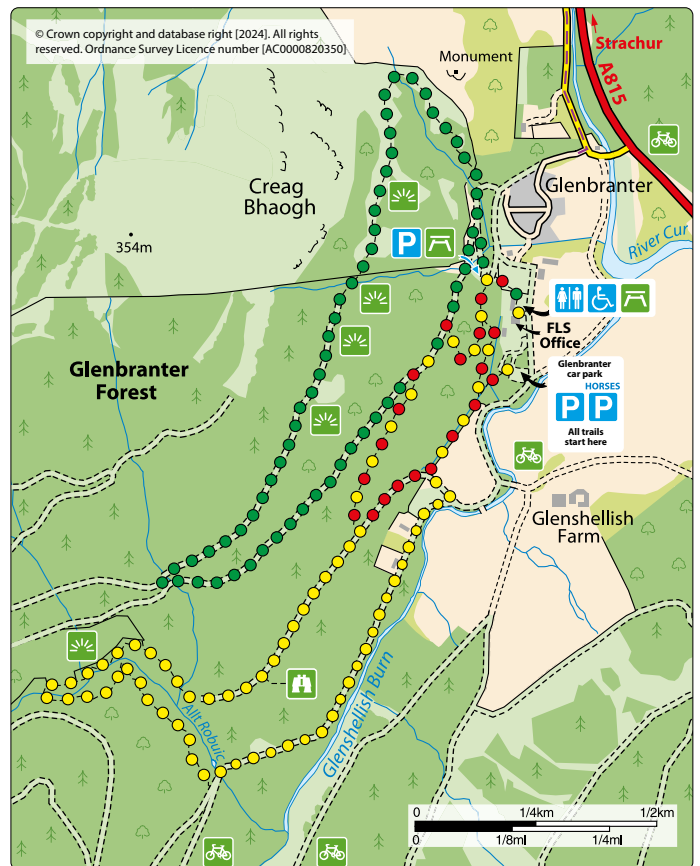 © Crown copyright and database right [2024]. All rights
reserved. Ordnance Survey Licence number [AC0000820350]
Strachur
A815
Monument
Creag
Bhaogh
Glenbranter
354m
River Cur
P
FLS
Office
Glenbranter
Forest
Glenbranter
car park
HORSES
P P
All trails
start here
Glenshellish
Farm
Allt Robuic
Glenshellish Burn
0 1/4km 1/2km
0 1/8ml 1/4ml